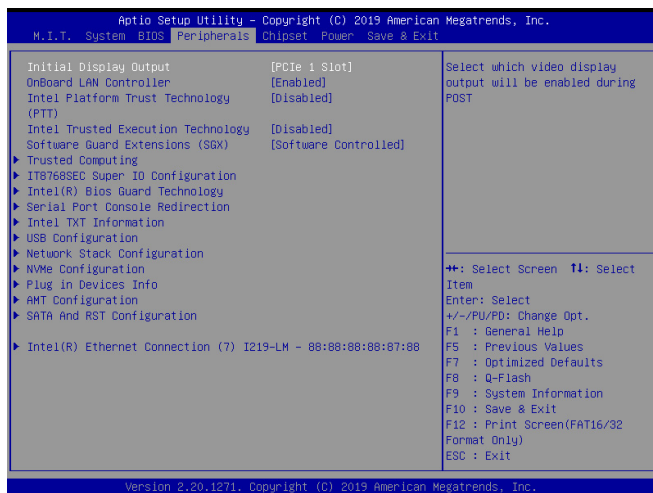 Aptio Setup Utility – Copyright (C) 2019 American Megatrends, Inc.
M.I.T. System BIOS Peripherals Chipset Power Save & Exit
Initial Display Output [PCIe 1 Slot]
OnBoard LAN Controller [Enabled]
Intel Platform Trust Technology [Disabled]
(PTT)
Intel Trusted Execution Technology [Disabled]
Software Guard Extensions (SGX) [Software Controlled]
Trusted Computing
IT8768SEC Super IO Configuration
Intel(R) Bios Guard Technology
Serial Port Console Redirection
Intel TXT Information
USB Configuration
Network Stack Configuration
NVMe Configuration
Plug in Devices Info
AMT Configuration
SATA And RST Configuration
Intel(R) Ethernet Connection (7) I219-LM – 88:88:88:88:87:88
Select which video display
output will be enabled during
POST
→←: Select Screen ↑↓: Select
Item
Enter: Select
+/-/PU/PD: Change Opt.
F1 : General Help
F5 : Previous Values
F7 : Optimized Defaults
F8 : Q-Flash
F9 : System Information
F10 : Save & Exit
F12 : Print Screen(FAT16/32
Format Only)
ESC : Exit
Version 2.20.1271. Copyright (C) 2019 American Megatrends, Inc.